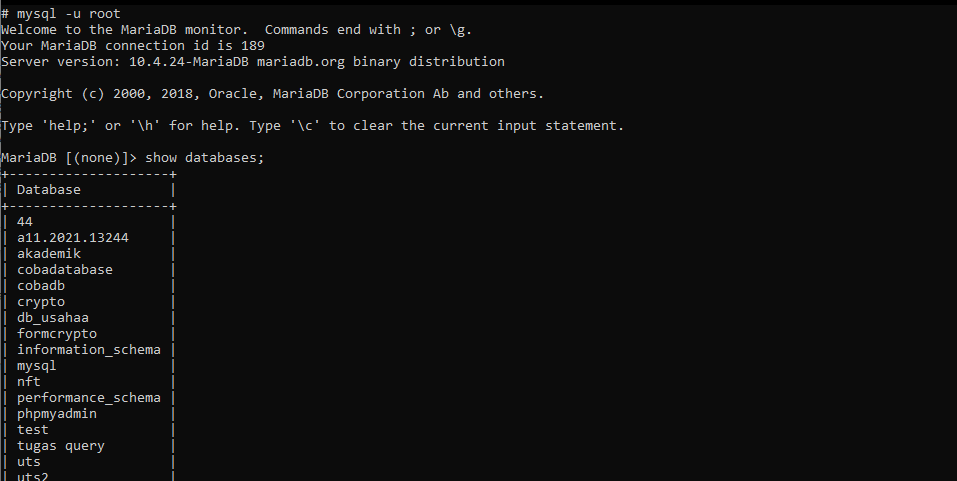 # mysql -u root
Welcome to the MariaDB monitor.  Commands end with ; or \g.
Your MariaDB connection id is 189
Server version: 10.4.24-MariaDB mariadb.org binary distribution
Copyright (c) 2000, 2018, Oracle, MariaDB Corporation Ab and others.
Type 'help;' or '\h' for help. Type '\c' to clear the current input statement.
MariaDB [(none)]> show databases;
+--------------------+
| Database           |
+--------------------+
| 44                 |
| a11.2021.13244     |
| akademik           |
| cobadatabase       |
| cobadb             |
| crypto             |
| db_usahaa          |
| formcrypto         |
| information_schema |
| mysql              |
| nft                |
| performance_schema |
| phpmyadmin         |
| test               |
| tugas query        |
| uts                |
| uts2               |